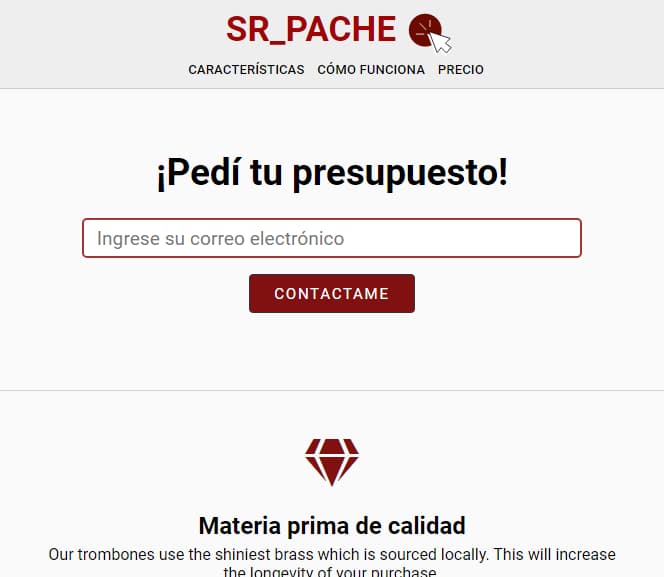 SR_PACHE
CARACTERÍSTICAS CÓMO FUNCIONA PRECIO
¡Pedí tu presupuesto!
Ingrese su correo electrónico
CONTACTAME
Materia prima de calidad
Our trombones use the shiniest brass which is sourced locally. This will increase
the longevity of your purchase.